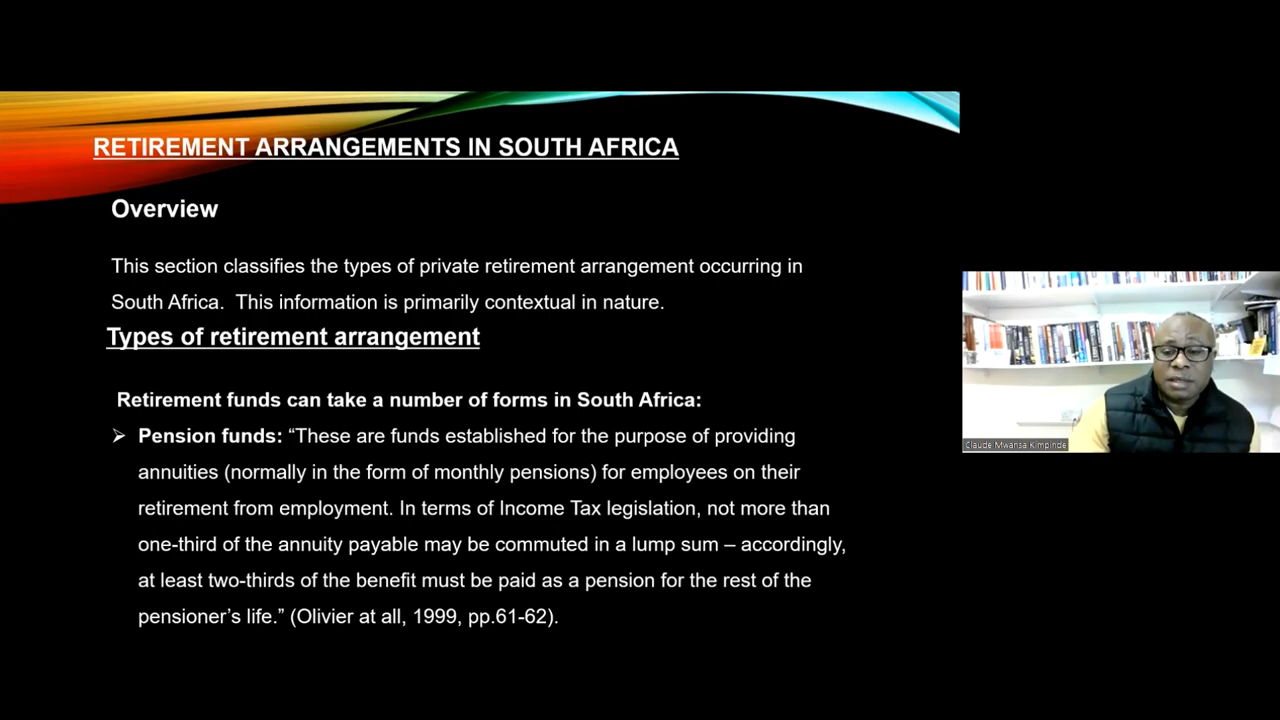 RETIREMENT ARRANGEMENTS IN SOUTH AFRICA
Overview
This section classifies the types of private retirement arrangement occurring in
South Africa.  This information is primarily contextual in nature.
Types of retirement arrangement
Retirement funds can take a number of forms in South Africa:
➢ Pension funds: “These are funds established for the purpose of providing
annuities (normally in the form of monthly pensions) for employees on their
retirement from employment. In terms of Income Tax legislation, not more than
one-third of the annuity payable may be commuted in a lump sum – accordingly,
at least two-thirds of the benefit must be paid as a pension for the rest of the
pensioner’s life.” (Olivier at all, 1999, pp.61-62).
Claude Mwansa Kimpinde